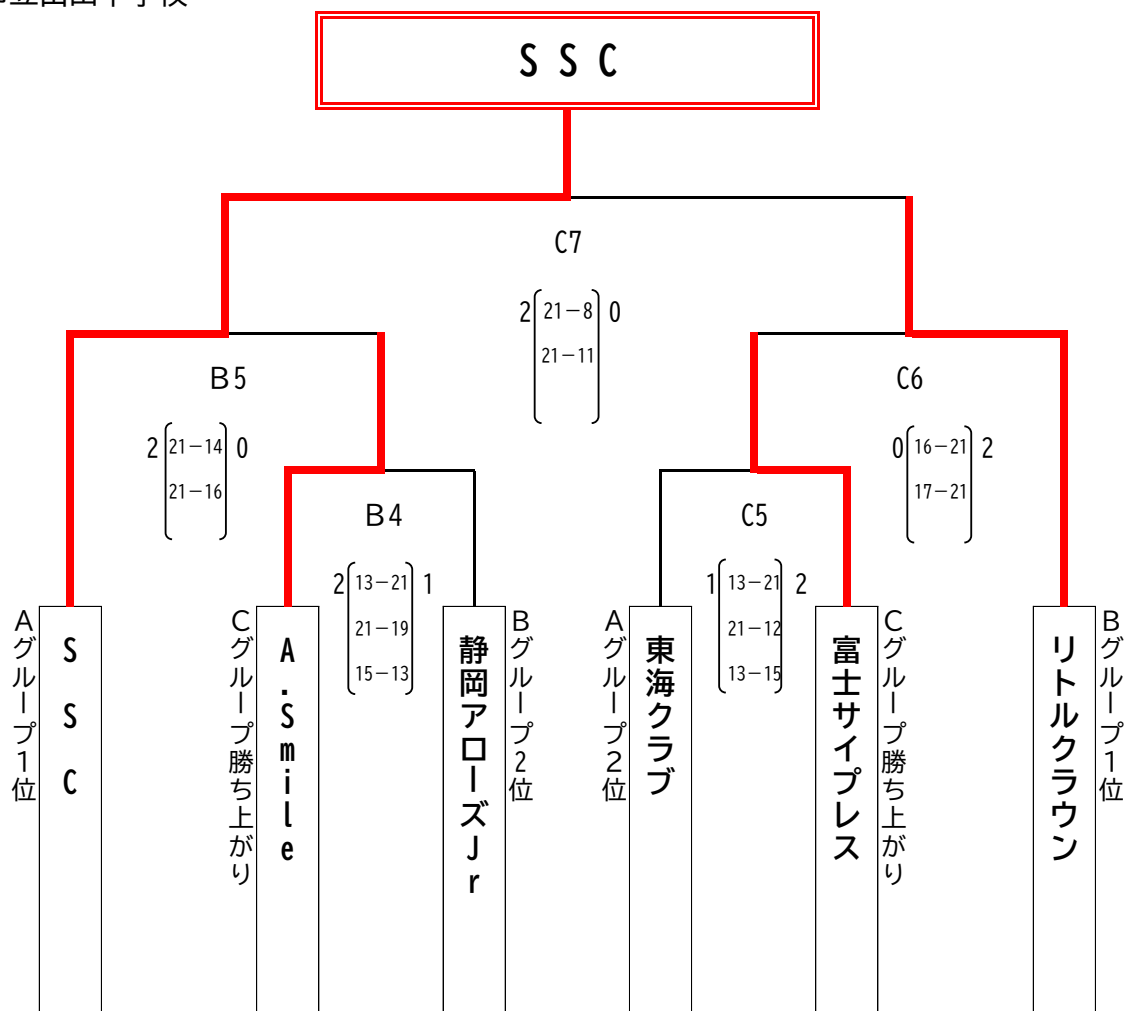 SSC
C7
2 21-8 0
21-11
B5
2 21-14 0
21-16
C6
0 16-21 2
17-21
B4
2 13-21 1
21-19
15-13
C5
1 13-21 2
21-12
13-15
Aグループ1位
SSC
Cグループ勝ち上がり
A.Smile
静岡アローズJr
Bグループ2位
Aグループ2位
東海クラブ
富士サイプレス
Cグループ勝ち上がり
リトルクラウン
Bグループ1位